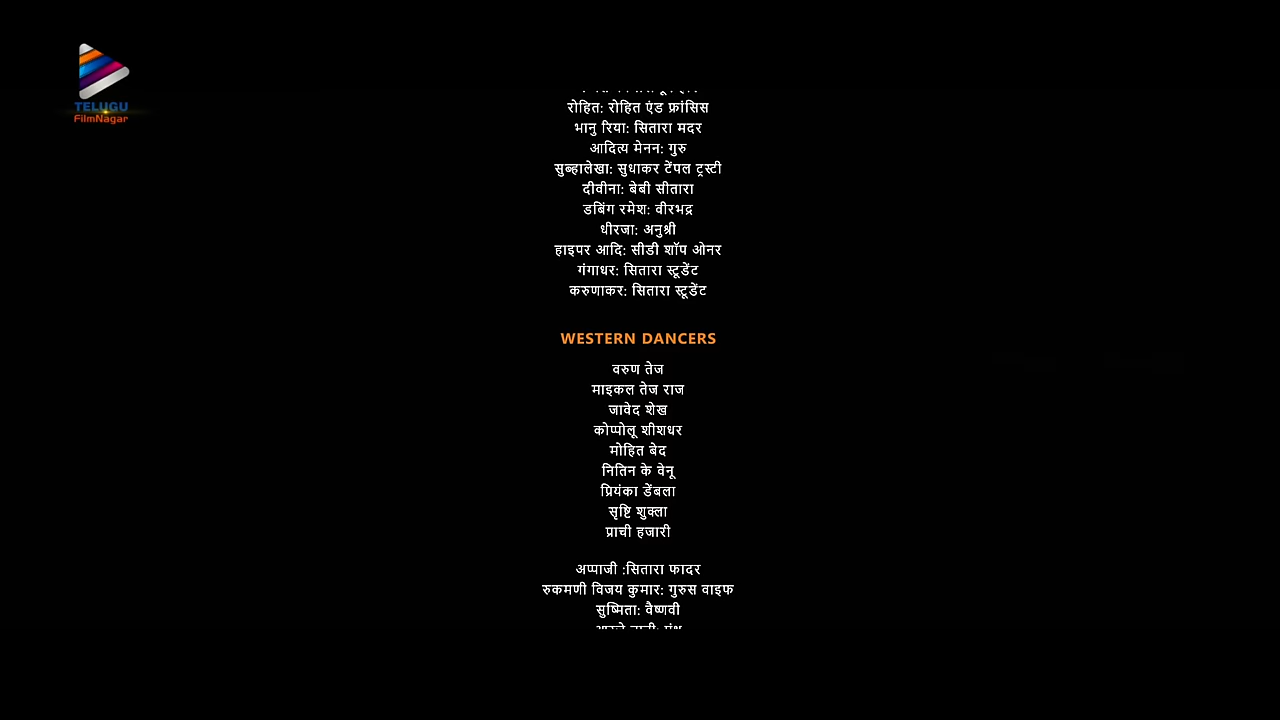 TELUGU
FilmNagar
रोहित: रोहित एंड फ्रांसिस
भानु रिया: सितारा मदर
आदित्य मेनन: गुरु
सुब्हालेखा: सुधाकर टेंपल ट्रस्टी
दीवीना: बेबी सीतारा
डबिंग रमेश: वीरभद्र
धीरजा: अनुश्री
हाइपर आदि: सीडी शॉप ओनर
गंगाधर: सितारा स्टूडेंट
करुणाकर: सितारा स्टूडेंट
WESTERN DANCERS
वरुण तेज
माइकल तेज राज
जावेद शेख
कोप्पोलू शीशधर
मोहित बेद
नितिन के वेनू
प्रियंका डेंबला
सृष्टि शुक्ला
प्राची हजारी
अप्पाजी :सितारा फादर
रुकमणी विजय कुमार: गुरुस वाइफ
सुष्मिता: वैष्णवी